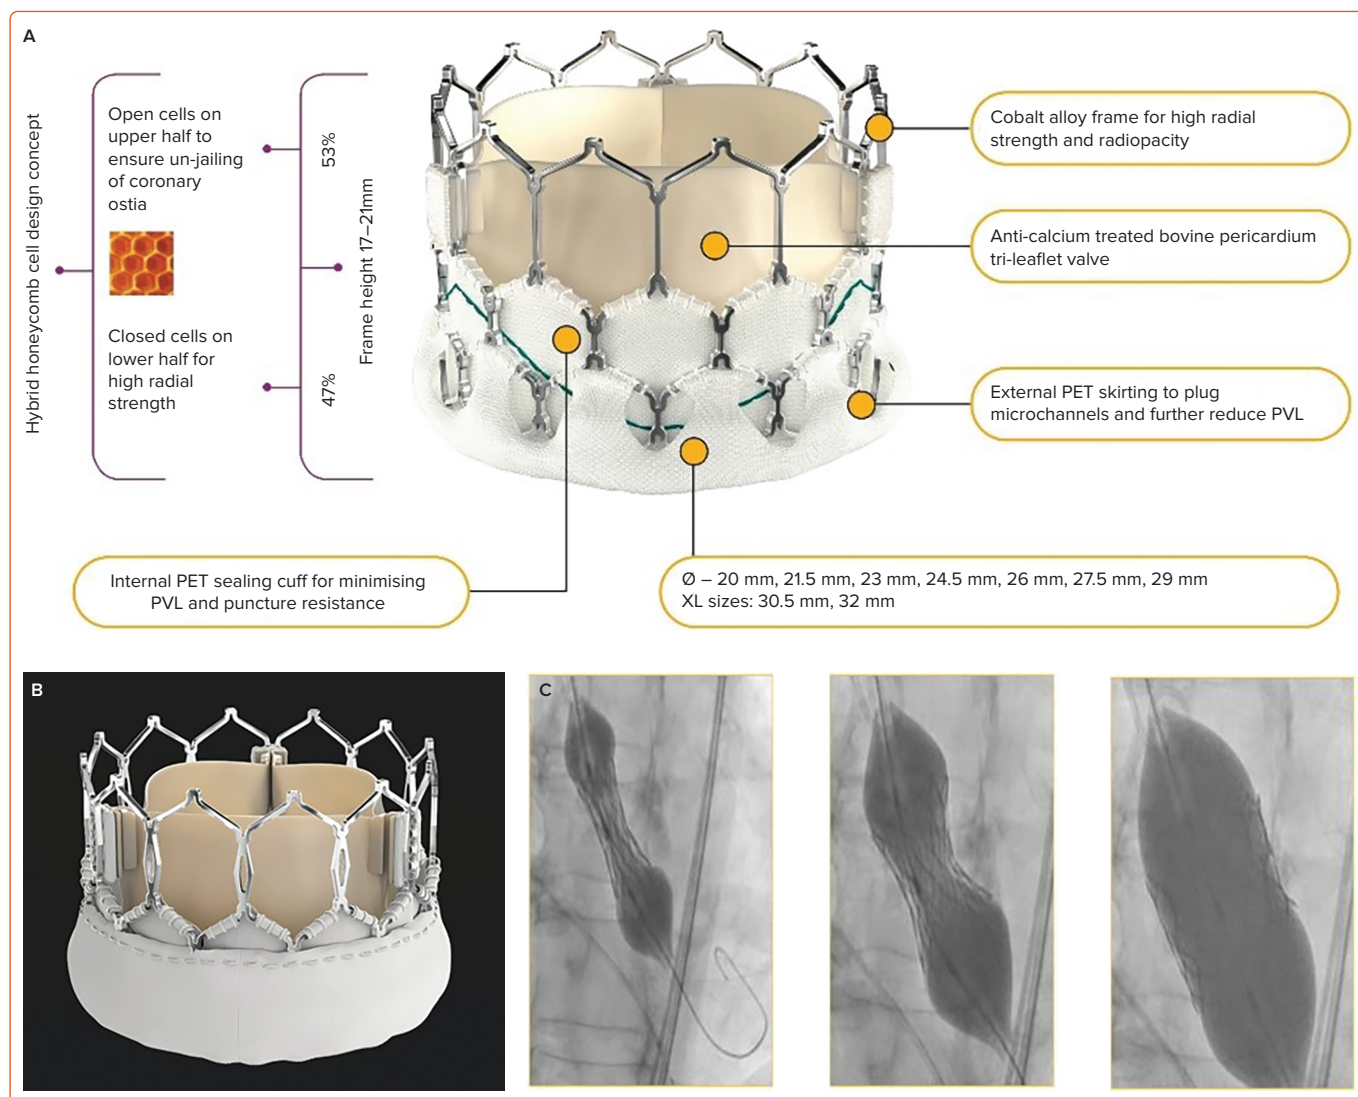 A
Hybrid honeycomb cell design concept
Open cells on
upper half to
ensure un-jailing
of coronary
ostia
Closed cells on
lower half for
high radial
strength
53%
Frame height 17–21mm
47%
Cobalt alloy frame for high radial
strength and radiopacity
Anti-calcium treated bovine pericardium
tri-leaflet valve
External PET skirting to plug
microchannels and further reduce PVL
Internal PET sealing cuff for minimising
PVL and puncture resistance
Ø – 20 mm, 21.5 mm, 23 mm, 24.5 mm, 26 mm, 27.5 mm, 29 mm
XL sizes: 30.5 mm, 32 mm
B
C